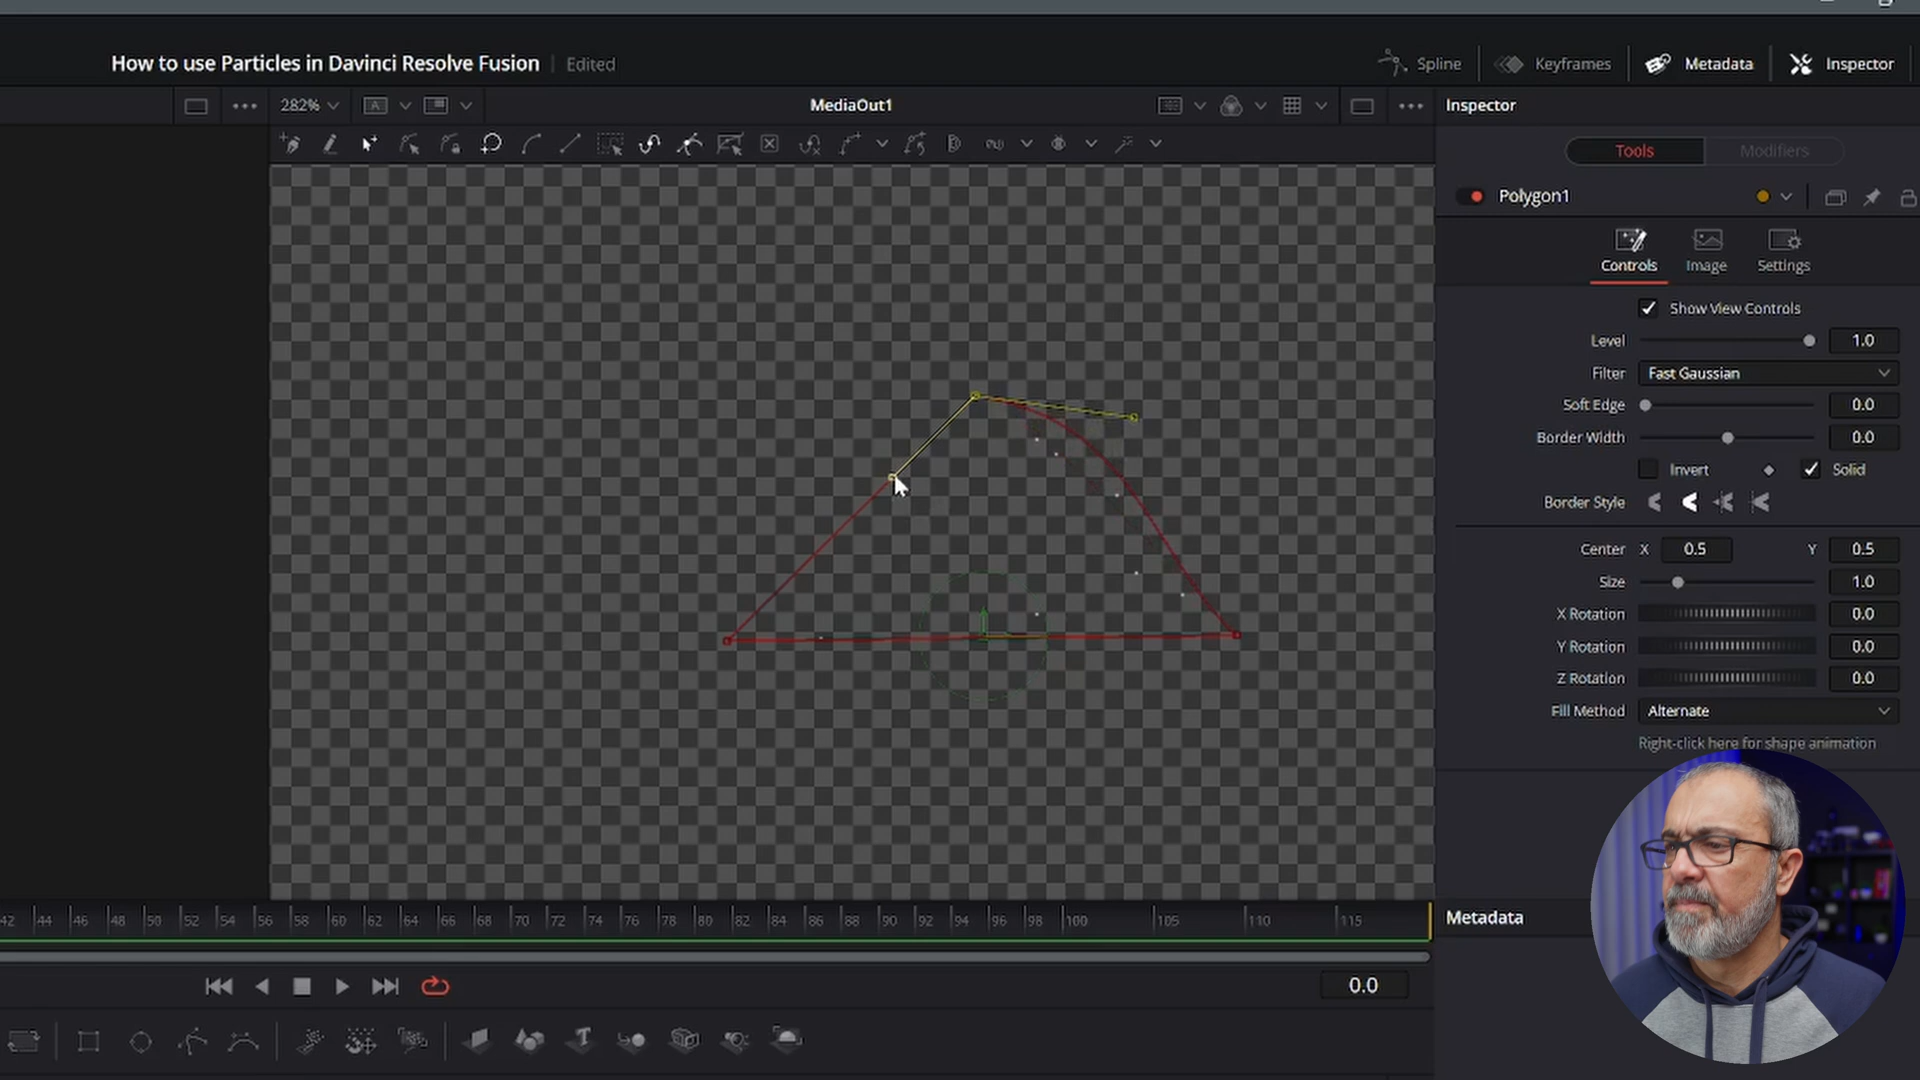 How to use Particles in Davinci Resolve Fusion Edited
Spline Keyframes Metadata Inspector
282% A MediaOut1 Inspector
Tools Modifiers
Polygon1
Controls Image Settings
Show View Controls
Level 1.0
Filter Fast Gaussian
Soft Edge 0.0
Border Width 0.0
Invert Solid
Border Style
Center X 0.5 Y 0.5
Size 1.0
X Rotation 0.0
Y Rotation 0.0
Z Rotation 0.0
Fill Method Alternate
Right-click here for shape animation
42 44 46 48 50 52 54 56 58 60 62 64 66 68 70 72 74 76 78 80 82 84 86 88 90 92 94 96 98 100 105 110 115
Metadata
0.0
T